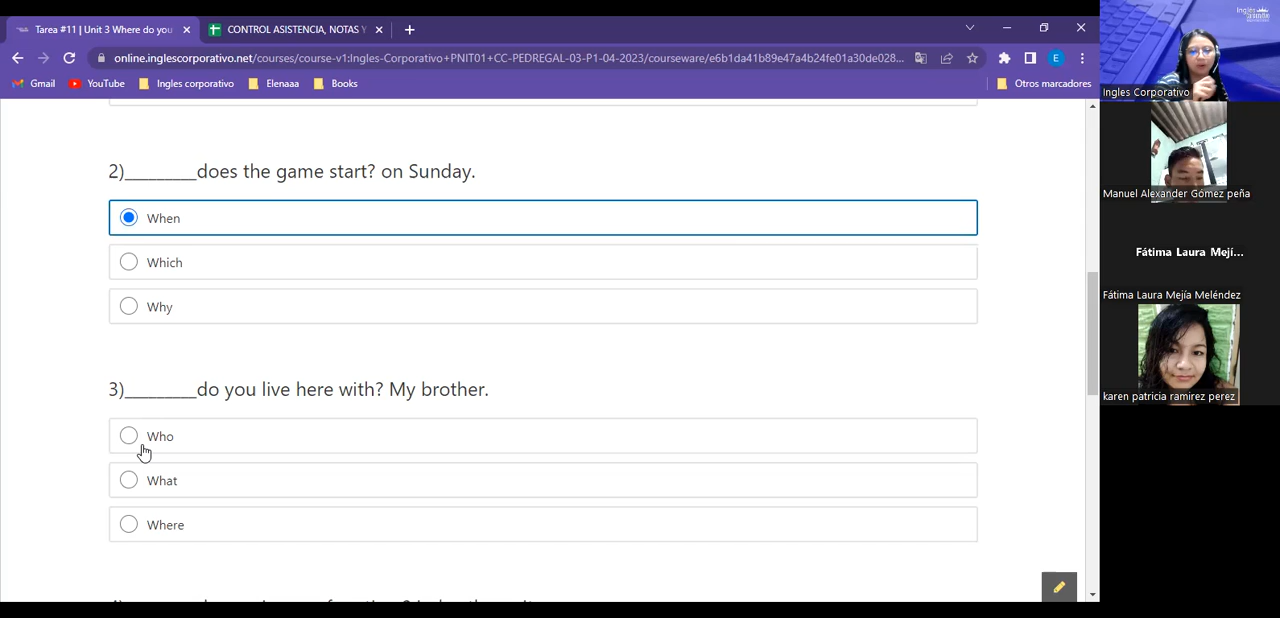 Tarea #11 | Unit 3 Where do you
CONTROL ASISTENCIA, NOTAS Y
online.inglescorporativo.net/courses/course-v1:Ingles-Corporativo+PNIT01+CC-PEDREGAL-03-P1-04-2023/courseware/e6b1da41b89e47a4b24fe01a30de028...
E
Gmail
YouTube
Ingles corporativo
Elenaaa
Books
Otros marcadores
2)_________does the game start? on Sunday.
When
Which
Why
3)________do you live here with? My brother.
Who
What
Where
Ingles
Ingles Corporativo
Manuel Alexander Gómez peña
Fátima Laura Mejí...
Fátima Laura Mejía Meléndez
karen patricia ramirez perez